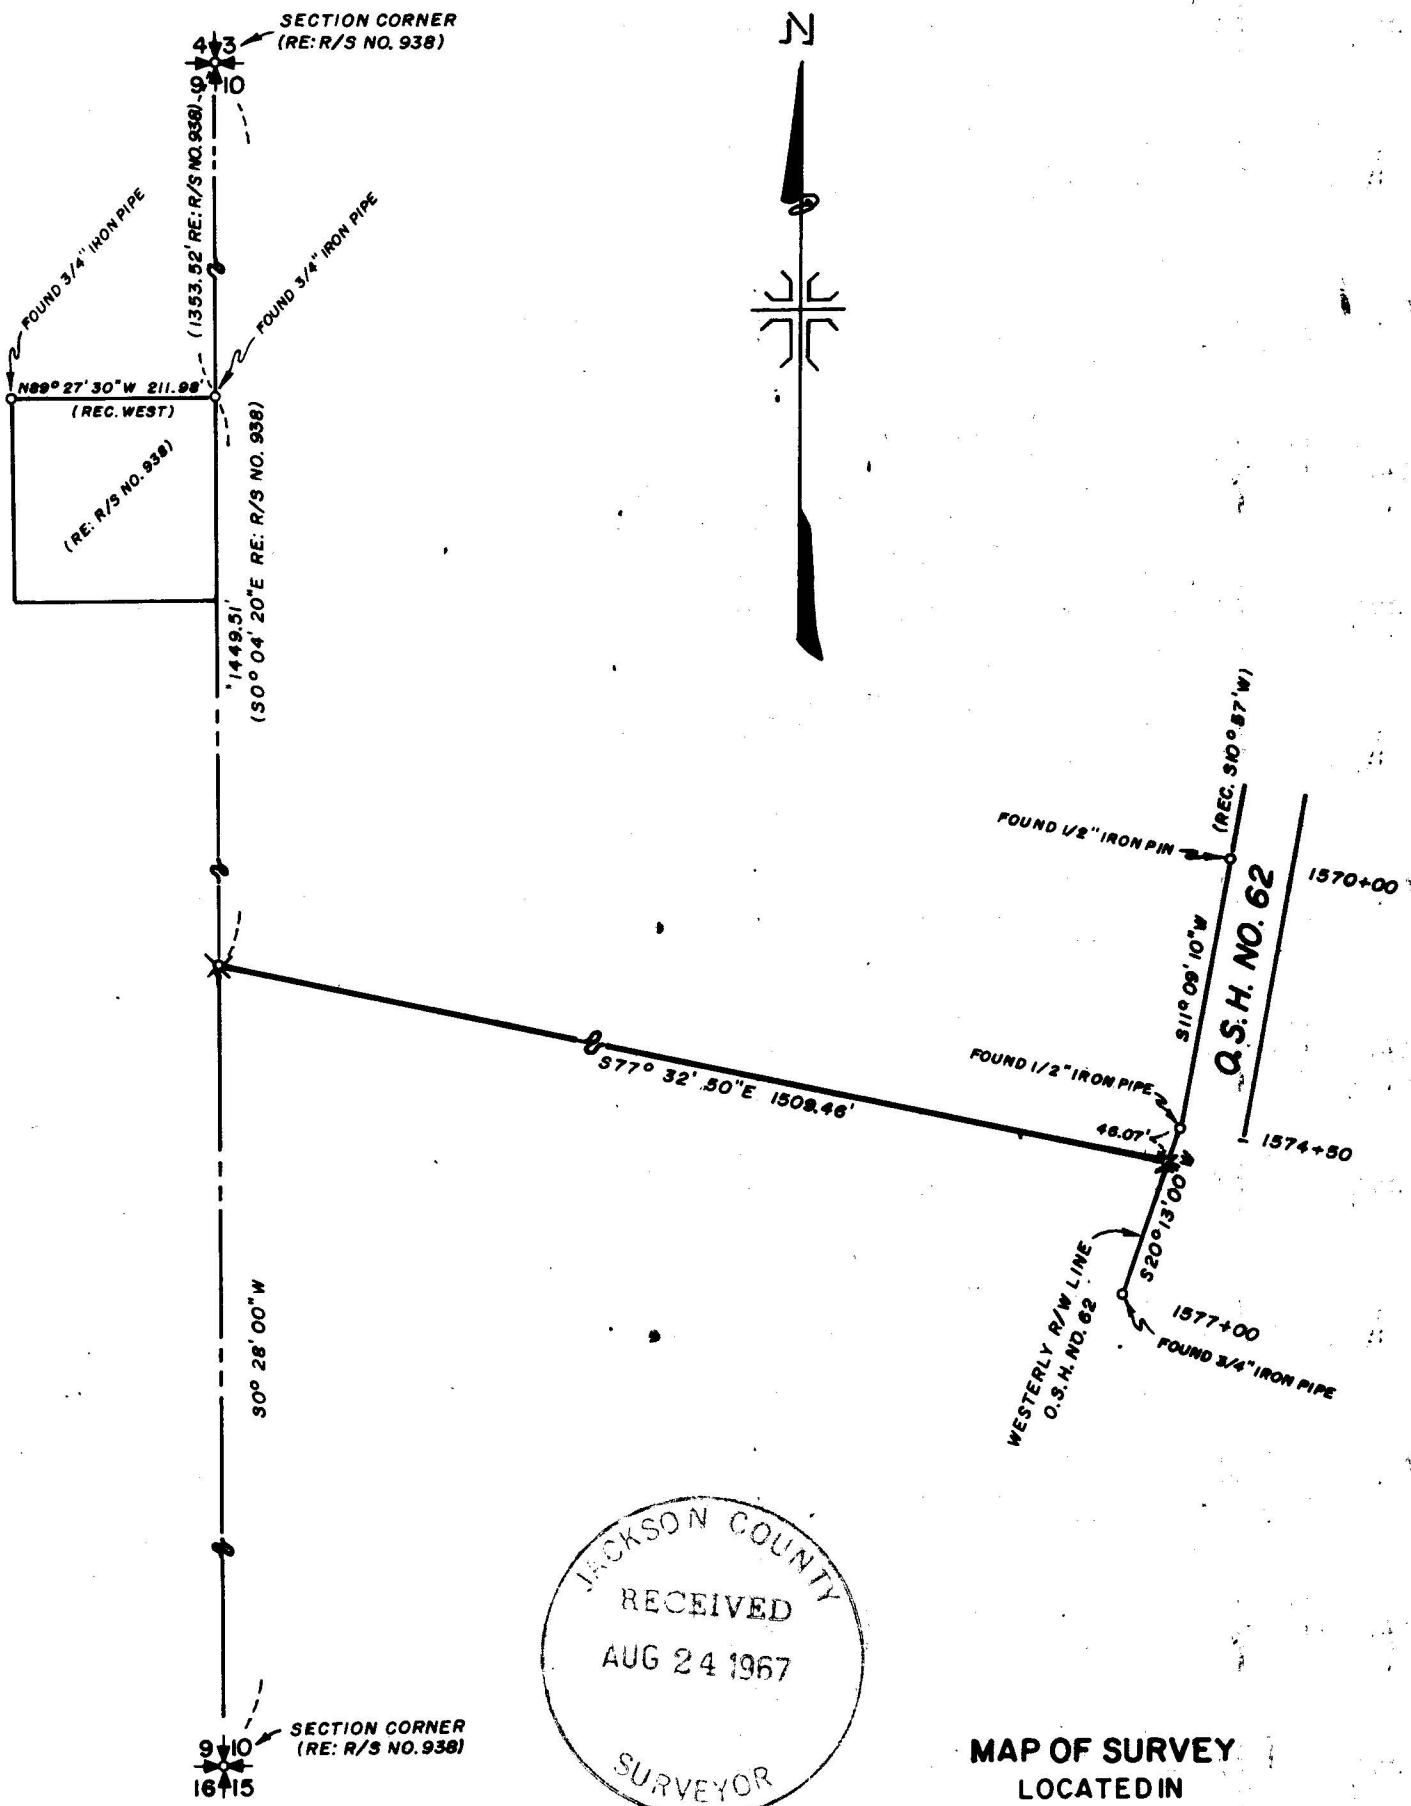 SECTION CORNER
(RE: R/S NO. 938)
4 3
9 10
N
(1353.52' RE: R/S NO. 938)
FOUND 3/4" IRON PIPE
FOUND 3/4" IRON PIPE
N89° 27' 30" W 211.98'
(REC. WEST)
(RE: R/S NO. 938)
1449.51'
(S0° 04' 20" E RE: R/S NO. 938)
(REC. S10° 57' W)
FOUND 1/2" IRON PIN
1570+00
S11° 09' 10" W
O.S.H. NO. 62
FOUND 1/2" IRON PIPE
S77° 32' 50" E 1509.46'
46.07'
1574+50
S20° 13' 00" W
WESTERLY R/W LINE
O.S.H. NO. 62
1577+00
FOUND 3/4" IRON PIPE
S0° 28' 00" W
JACKSON COUNTY
RECEIVED
AUG 24 1967
SURVEYOR
SECTION CORNER
(RE: R/S NO. 938)
9 10
16 15
MAP OF SURVEY
LOCATED IN